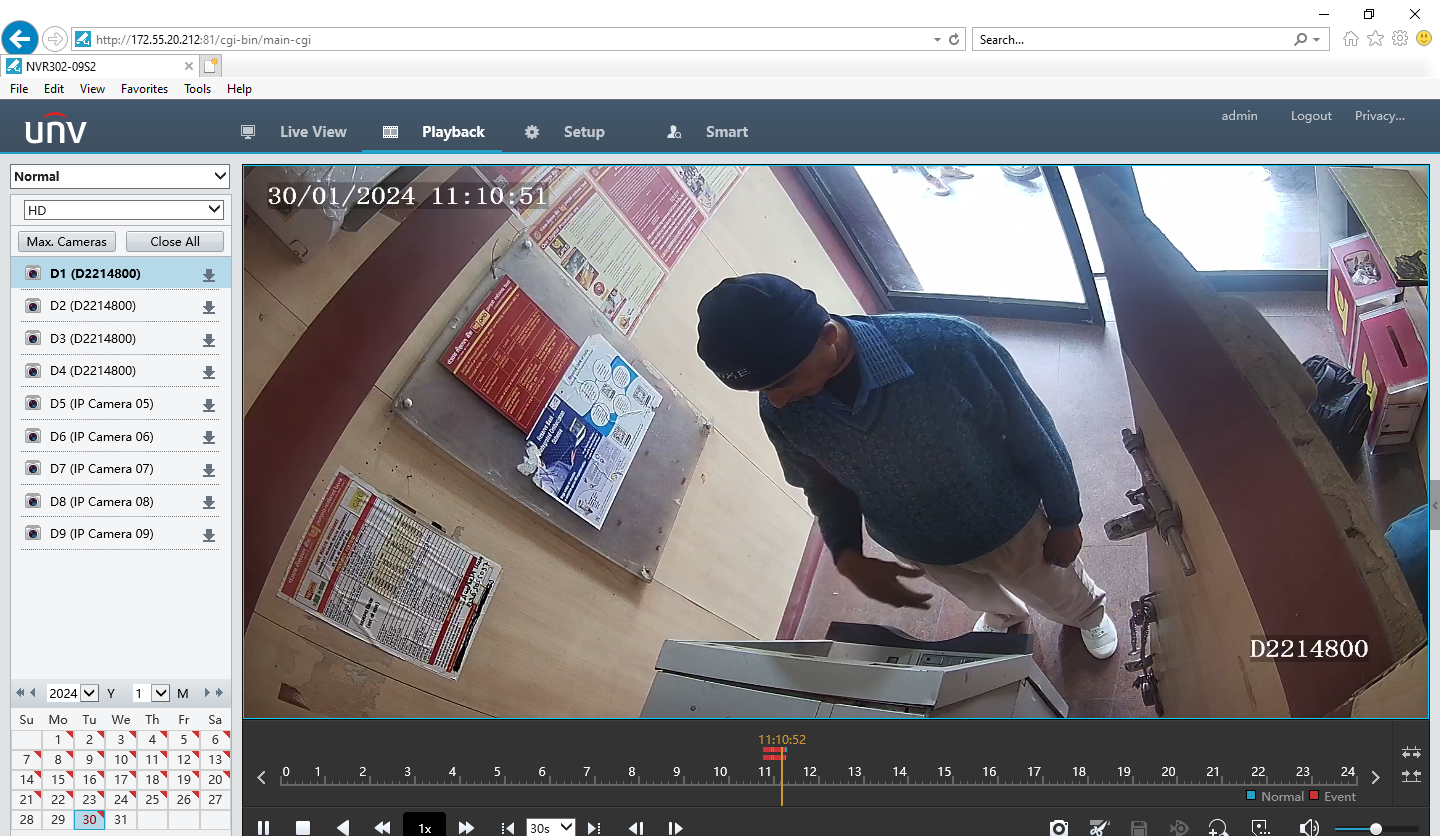 http://172.55.20.212:81/cgi-bin/main-cgi
Search...
NVR302-09S2
File Edit View Favorites Tools Help
unv
Live View Playback Setup Smart
admin Logout Privacy...
Normal
HD
Max. Cameras Close All
D1 (D2214800)
D2 (D2214800)
D3 (D2214800)
D4 (D2214800)
D5 (IP Camera 05)
D6 (IP Camera 06)
D7 (IP Camera 07)
D8 (IP Camera 08)
D9 (IP Camera 09)
2024 Y 1 M
Su Mo Tu We Th Fr Sa
1 2 3 4 5 6
7 8 9 10 11 12 13
14 15 16 17 18 19 20
21 22 23 24 25 26 27
28 29 30 31
30/01/2024 11:10:51
D2214800
11:10:52
0 1 2 3 4 5 6 7 8 9 10 11 12 13 14 15 16 17 18 19 20 21 22 23 24
Normal Event
1x
30s